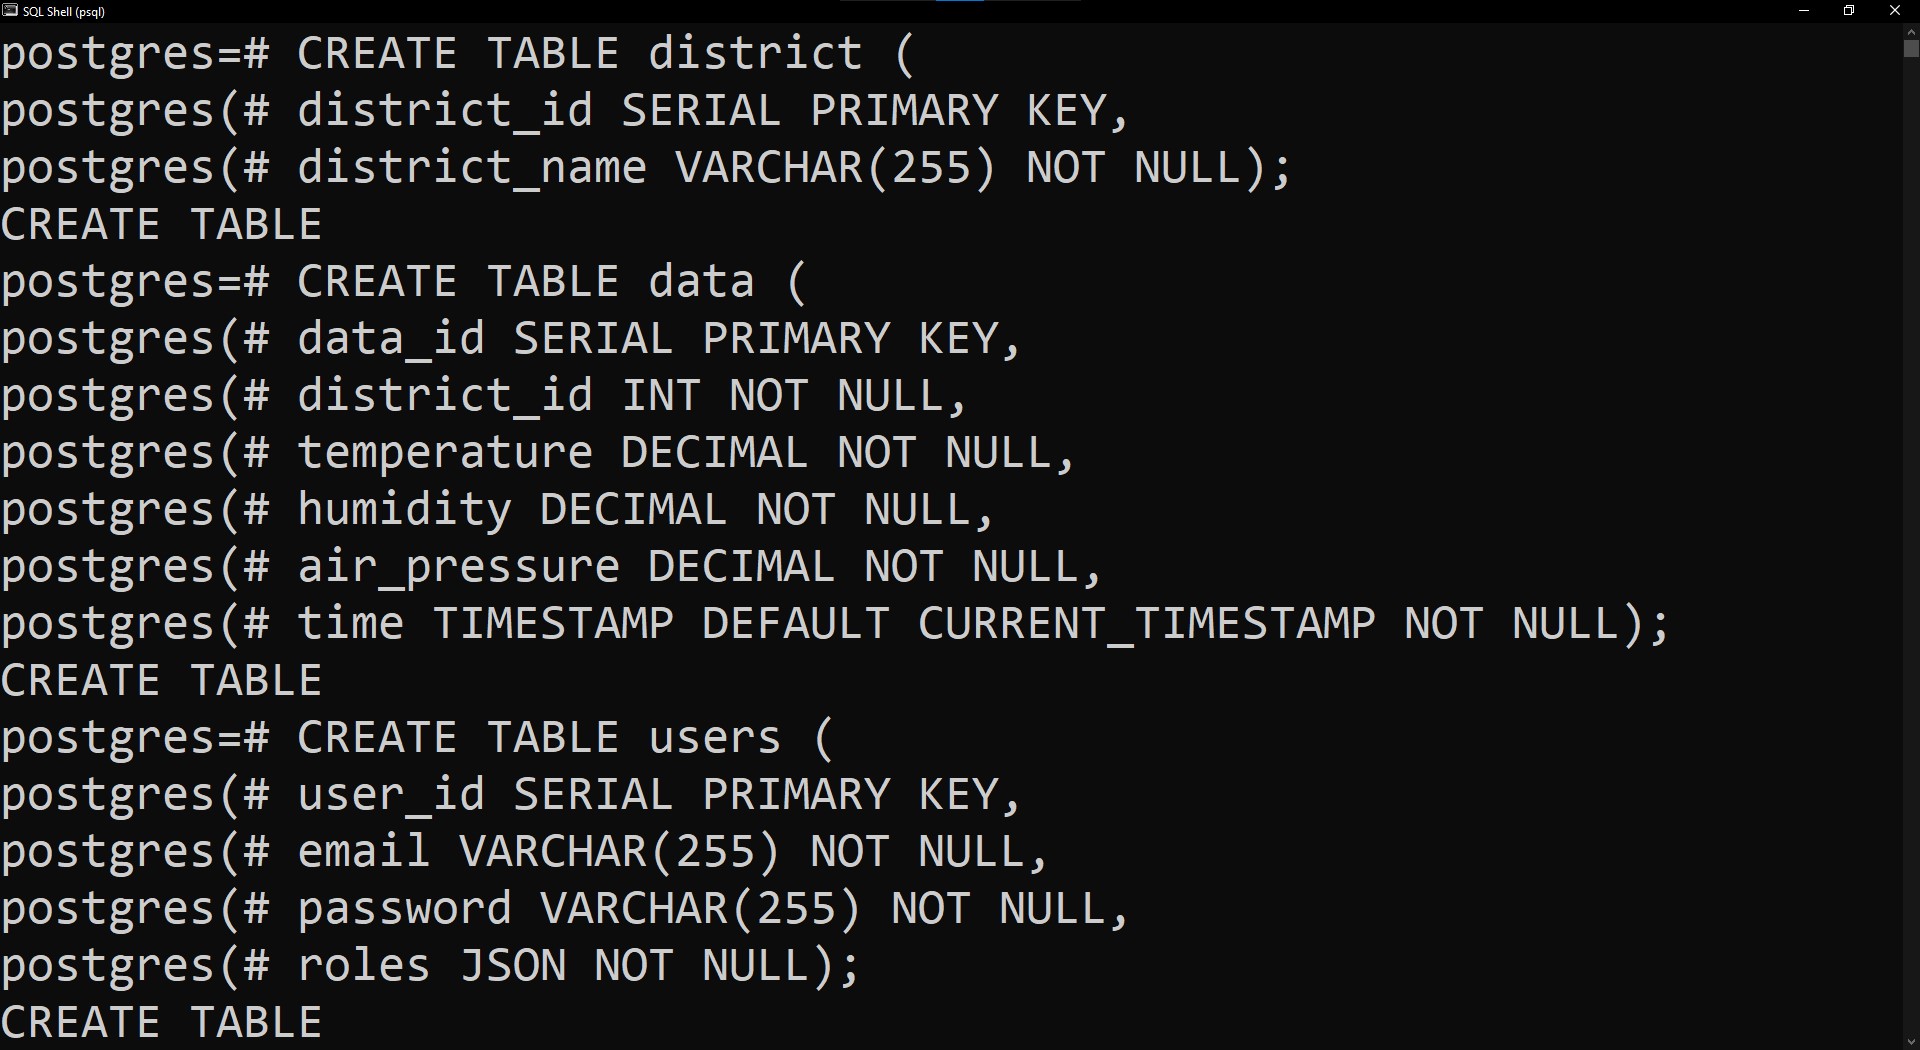 SQL Shell (psql)
postgres=# CREATE TABLE district (
postgres(# district_id SERIAL PRIMARY KEY,
postgres(# district_name VARCHAR(255) NOT NULL);
CREATE TABLE
postgres=# CREATE TABLE data (
postgres(# data_id SERIAL PRIMARY KEY,
postgres(# district_id INT NOT NULL,
postgres(# temperature DECIMAL NOT NULL,
postgres(# humidity DECIMAL NOT NULL,
postgres(# air_pressure DECIMAL NOT NULL,
postgres(# time TIMESTAMP DEFAULT CURRENT_TIMESTAMP NOT NULL);
CREATE TABLE
postgres=# CREATE TABLE users (
postgres(# user_id SERIAL PRIMARY KEY,
postgres(# email VARCHAR(255) NOT NULL,
postgres(# password VARCHAR(255) NOT NULL,
postgres(# roles JSON NOT NULL);
CREATE TABLE